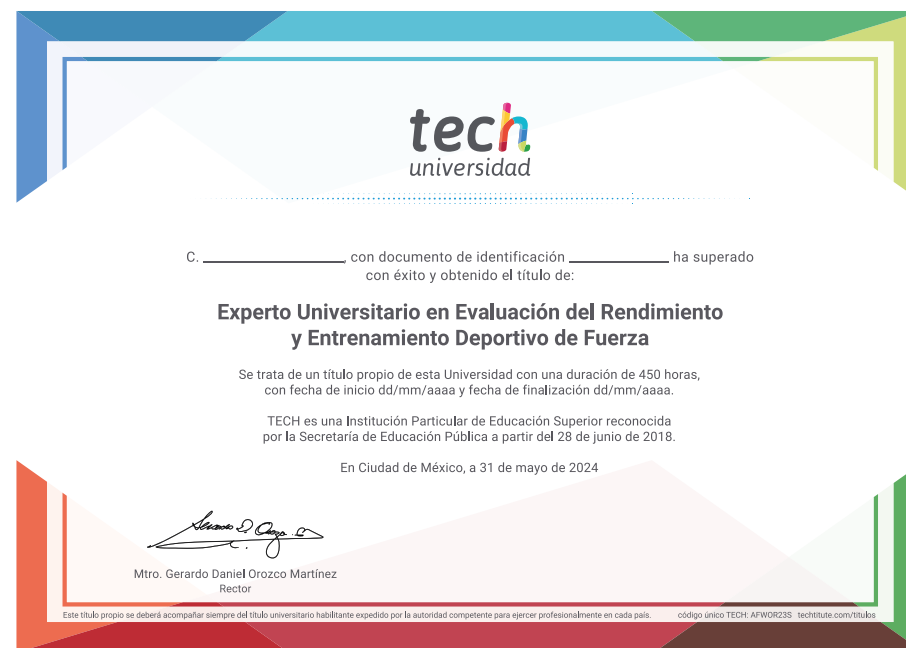 tech
universidad
C. ____________, con documento de identificación ____________ ha superado
con éxito y obtenido el título de:
Experto Universitario en Evaluación del Rendimiento
y Entrenamiento Deportivo de Fuerza
Se trata de un título propio de esta Universidad con una duración de 450 horas,
con fecha de inicio dd/mm/aaaa y fecha de finalización dd/mm/aaaa.
TECH es una Institución Particular de Educación Superior reconocida
por la Secretaría de Educación Pública a partir del 28 de junio de 2018.
En Ciudad de México, a 31 de mayo de 2024
Mtro. Gerardo Daniel Orozco Martínez
Rector
Este título propio se deberá acompañar siempre del título universitario habilitante expedido por la autoridad competente para ejercer profesionalmente en cada país. código único TECH: AFWOR23S techtitute.com/titulos